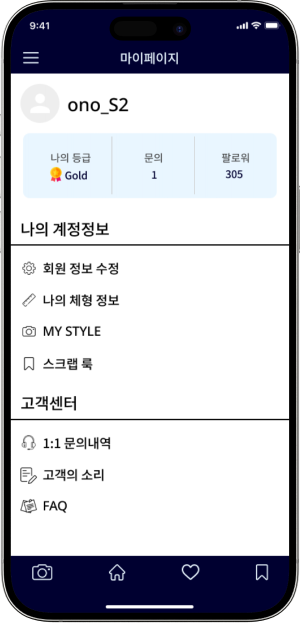 9:41
마이페이지
ono_S2
나의 등급
Gold
문의
1
팔로워
305
나의 계정정보
회원 정보 수정
나의 체형 정보
MY STYLE
스크랩 룩
고객센터
1:1 문의내역
고객의 소리
FAQ